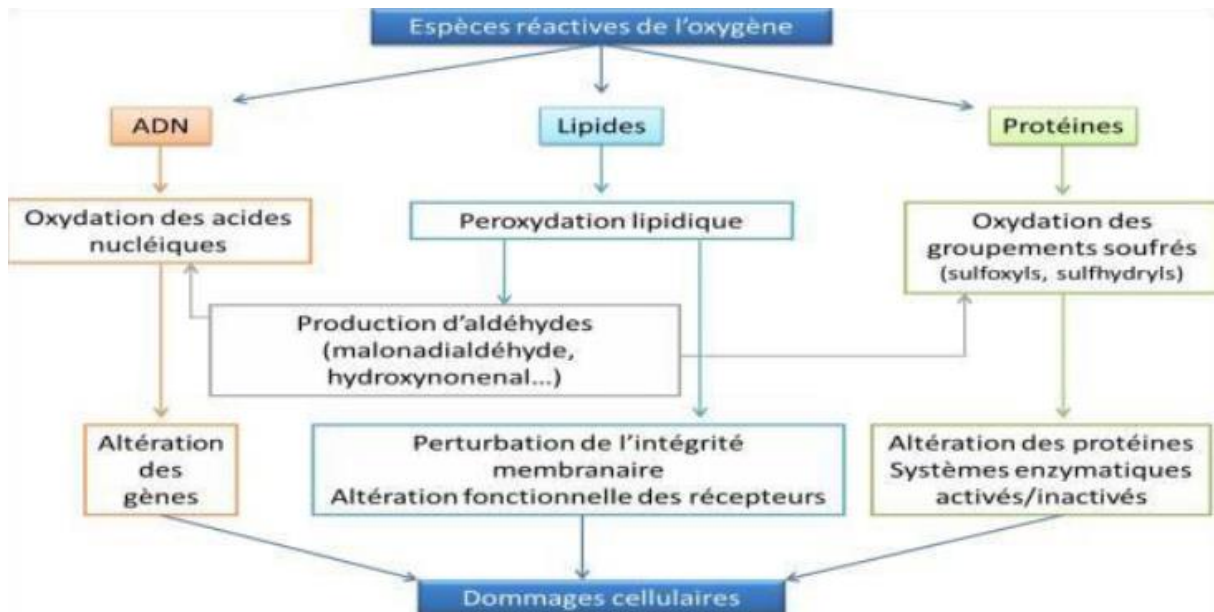 Espèces réactives de l'oxygène
ADN
Lipides
Protéines
Oxydation des acides
nucléiques
Peroxydation lipidique
Oxydation des
groupements soufrés
(sulfoxyls, sulfhydryls)
Production d'aldéhydes
(malonadialdéhyde,
hydroxynonenal...)
Altération
des
gènes
Perturbation de l'intégrité
membranaire
Altération fonctionnelle des récepteurs
Altération des protéines
Systèmes enzymatiques
activés/inactivés
Dommages cellulaires